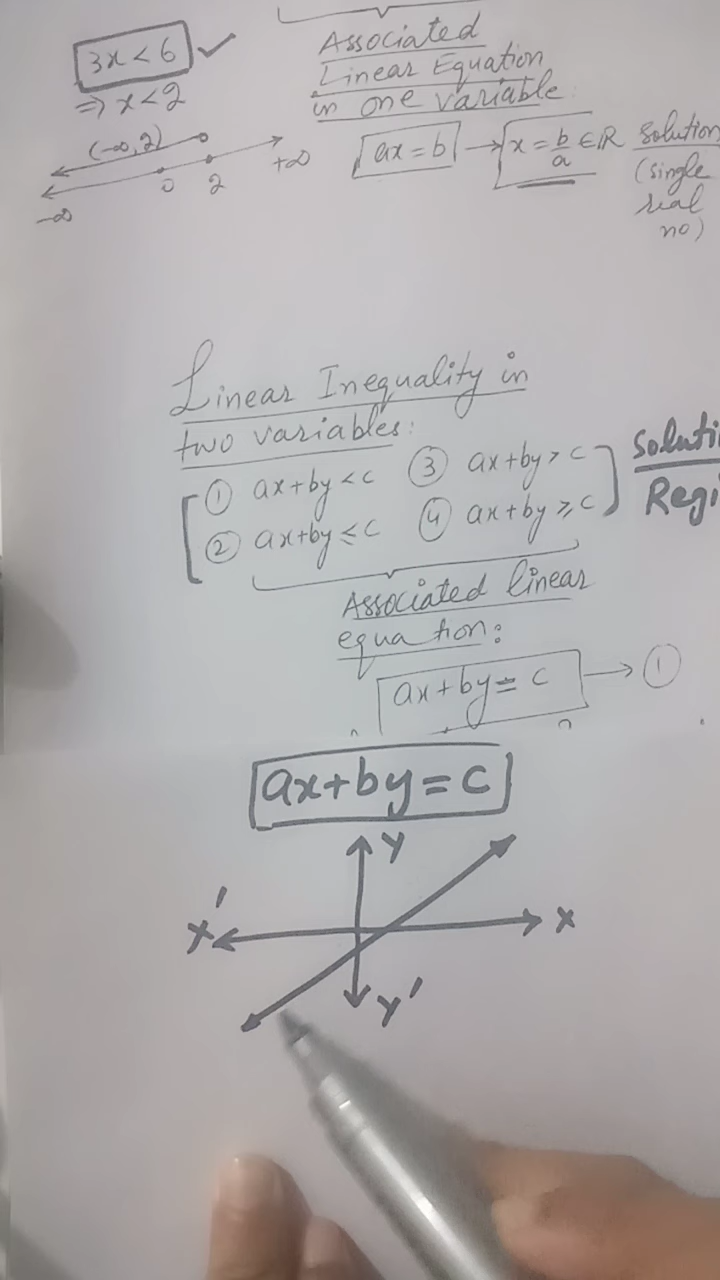 3x < 6 ✓
⇒ x < 2
(-∞, 2)
-∞ 0 2 +∞
Associated
Linear Equation
in one variable
ax = b → x = b/a ∈ ℝ
Solution
(single
real
no)
Linear Inequality in
two variables:
① ax+by < c ③ ax+by > c
② ax+by ≤ c ④ ax+by ≥ c
Associated linear
equation:
ax+by = c → ①
ax+by = c
Y
X' X
Y'